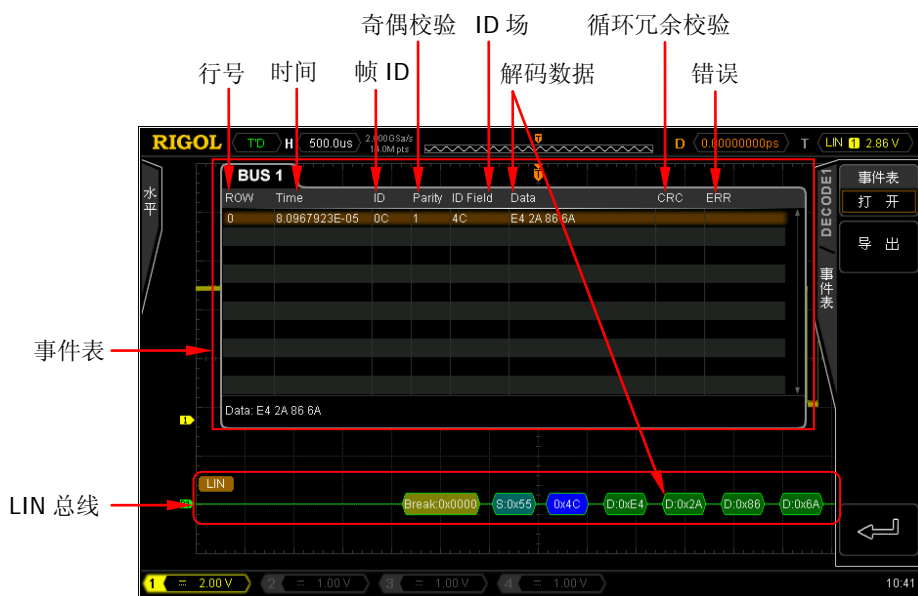 奇偶校验 ID 场 循环冗余校验
行号 时间 帧 ID 解码数据 错误
RIGOL T'D H 500.0us 14.0M pts D 0.00000000ps T LIN 1 2.86 V
水平
BUS 1
DECODE1
事件表
打 开
导 出
事件表
ROW Time ID Parity ID Field Data CRC ERR
0 8.0967923E-05 0C 1 4C E4 2A 86 6A
事件表
Data: E4 2A 86 6A
1
LIN
LIN 总线
Break:0x0000 S:0x55 0x4C D:0xE4 D:0x2A D:0x86 D:0x6A
1 = 2.00 V 2 = 1.00 V 3 = 1.00 V 4 = 1.00 V 10:41